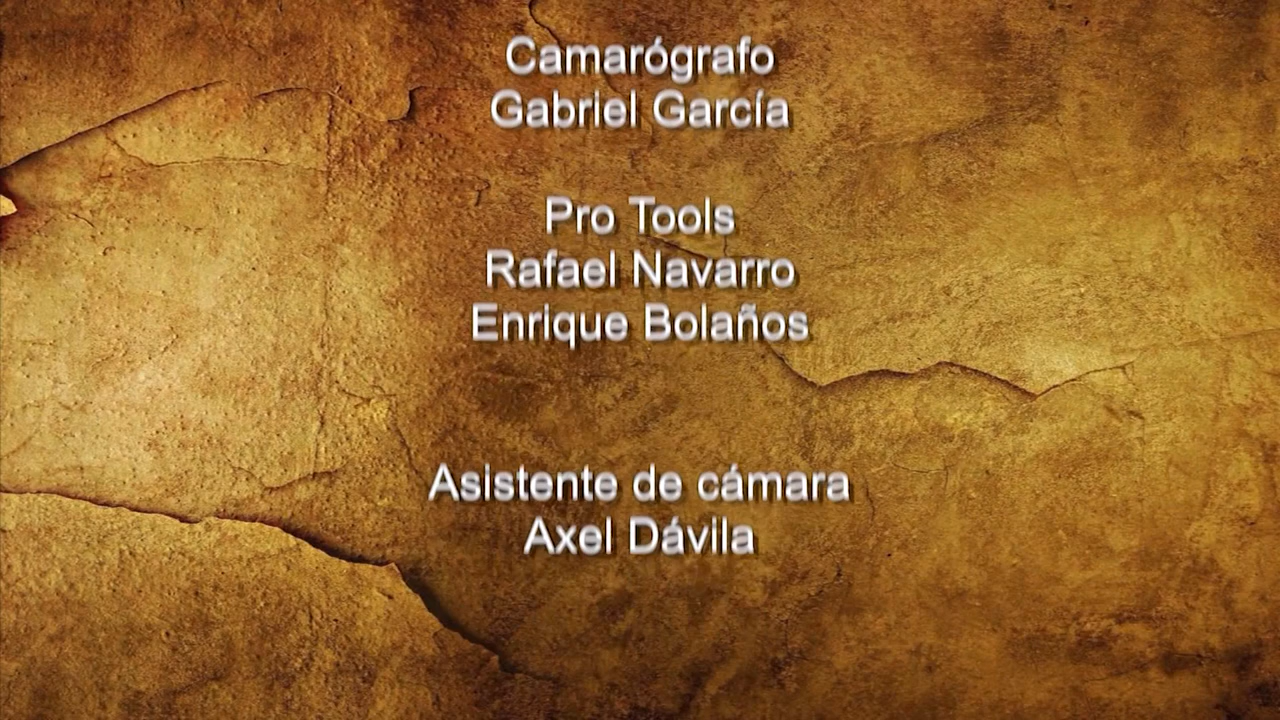 Camarógrafo
Gabriel García
Pro Tools
Rafael Navarro
Enrique Bolaños
Asistente de cámara
Axel Dávila